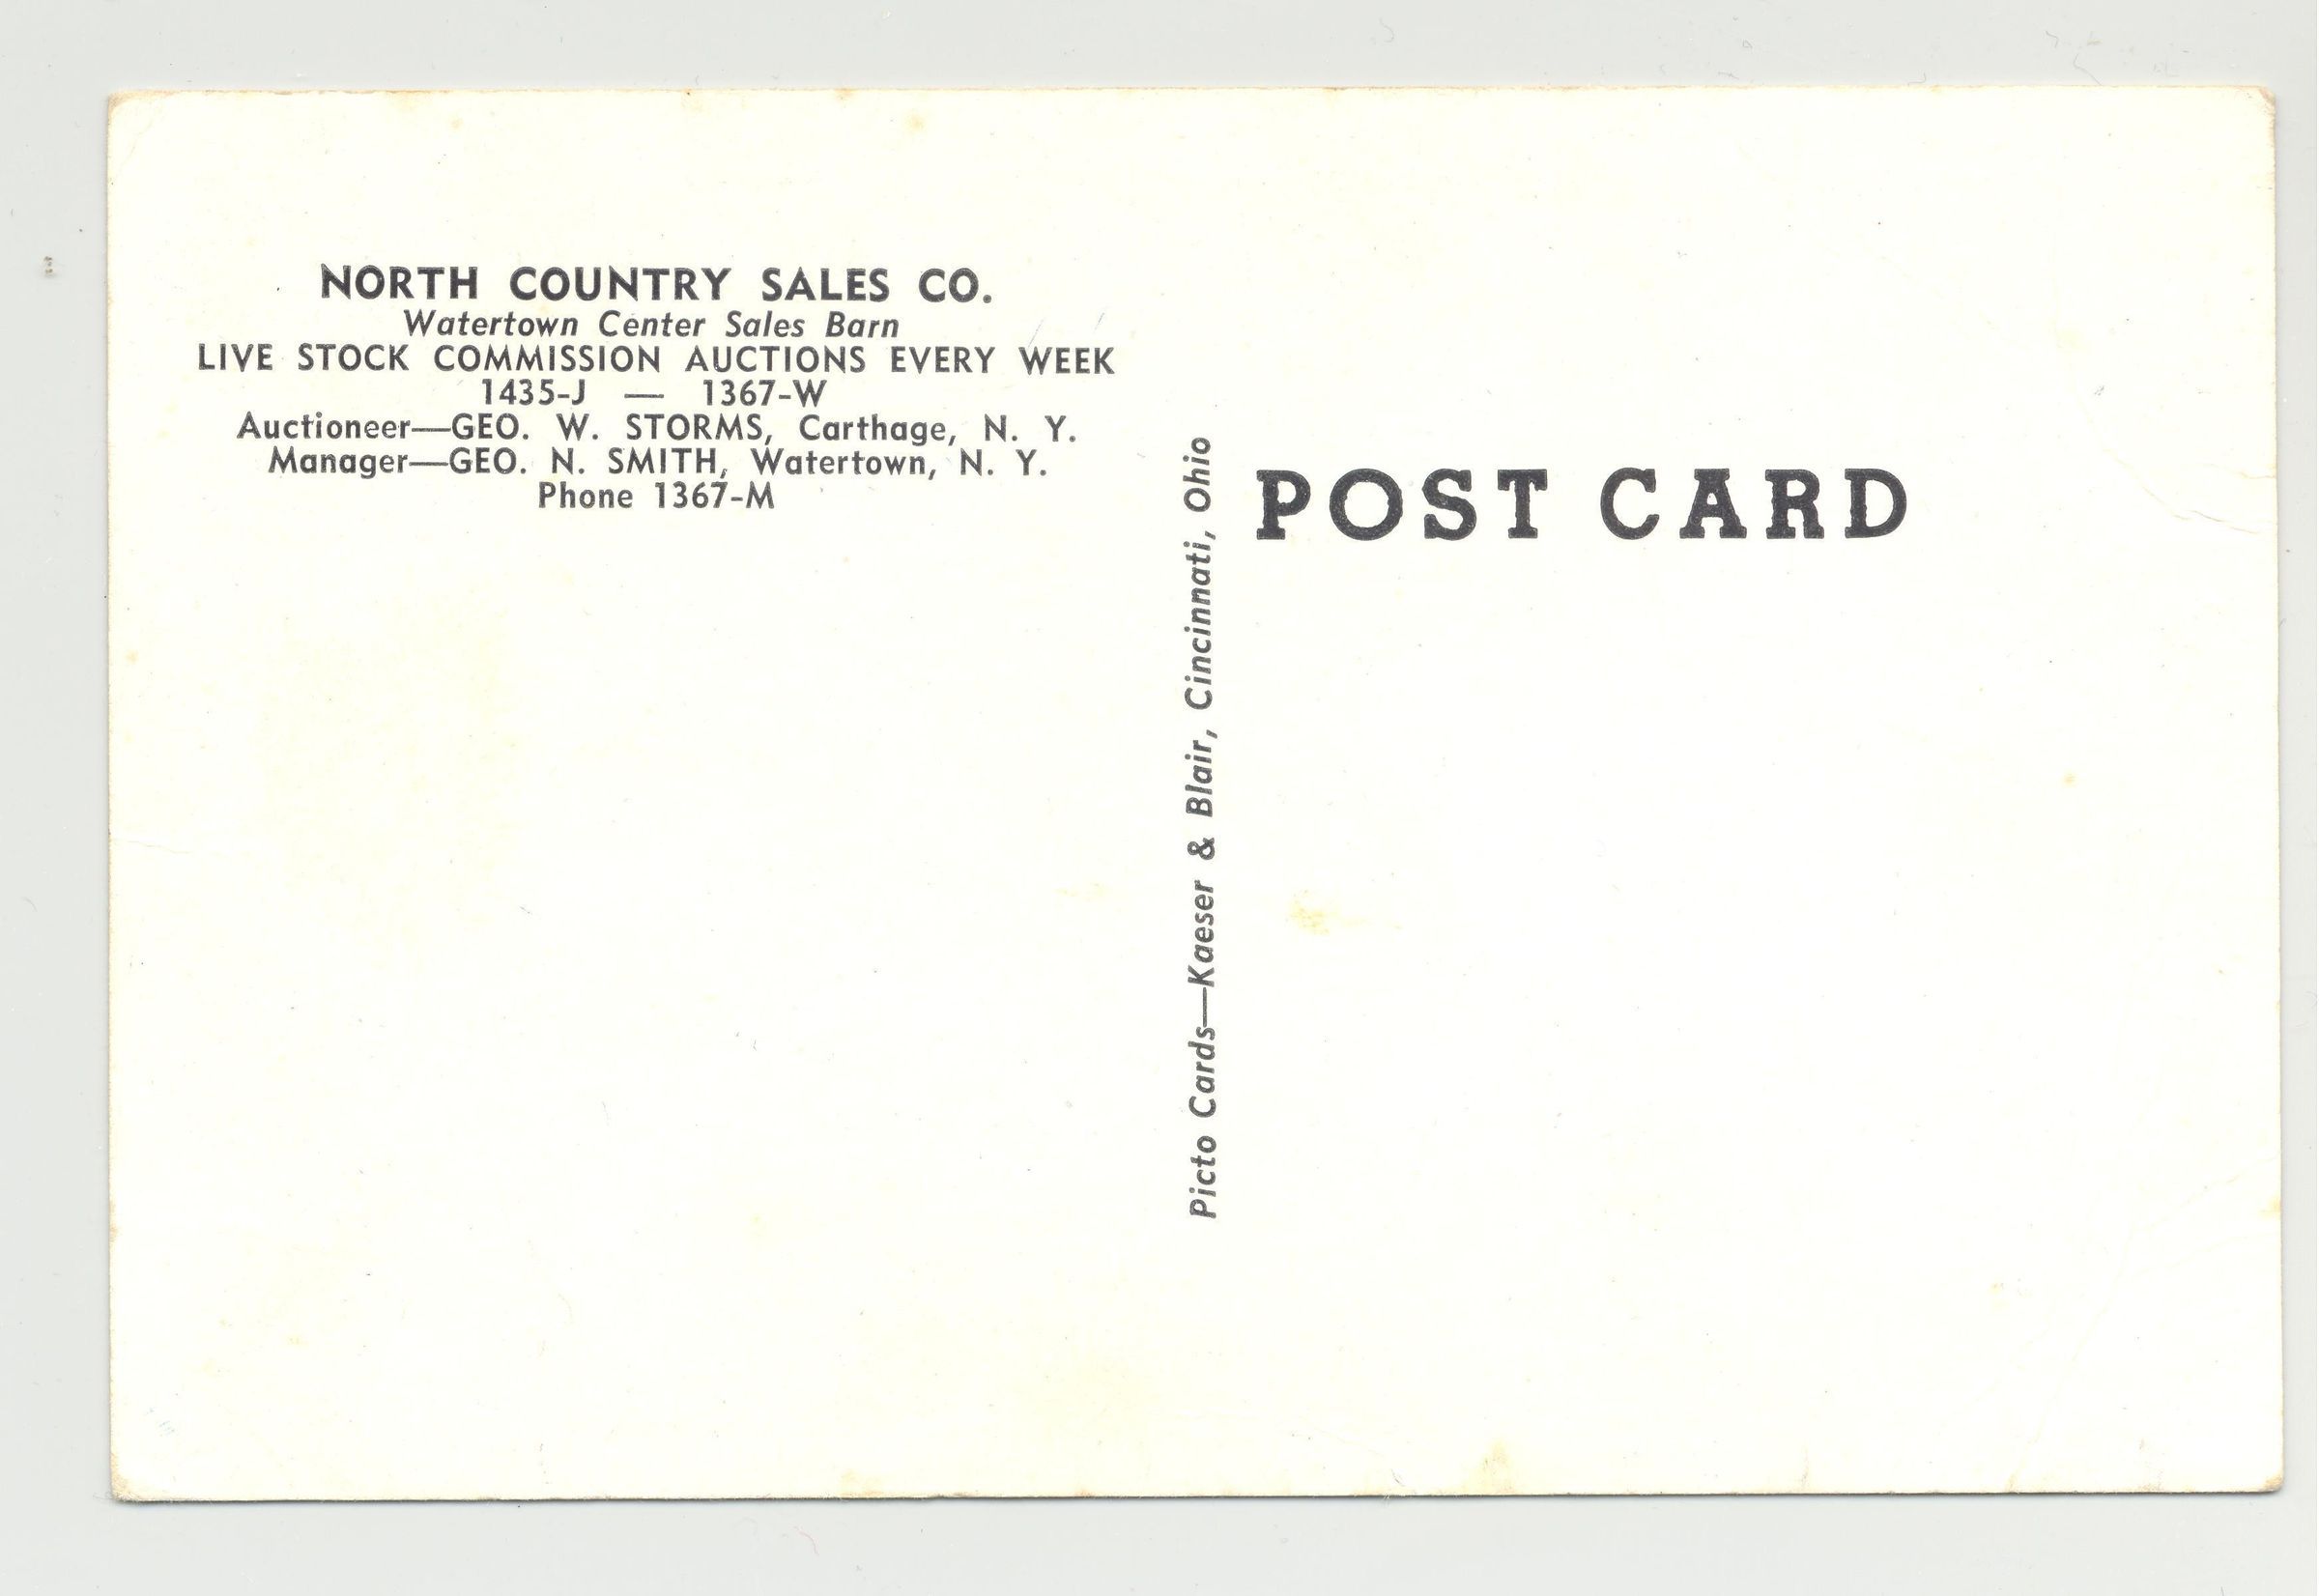 NORTH COUNTRY SALES CO.
Watertown Center Sales Barn
LIVE STOCK COMMISSION AUCTIONS EVERY WEEK
1435-J — 1367-W
Auctioneer—GEO. W. STORMS, Carthage, N. Y.
Manager—GEO. N. SMITH, Watertown, N. Y.
Phone 1367-M
Picto Cards—Kaeser & Blair, Cincinnati, Ohio
POST CARD